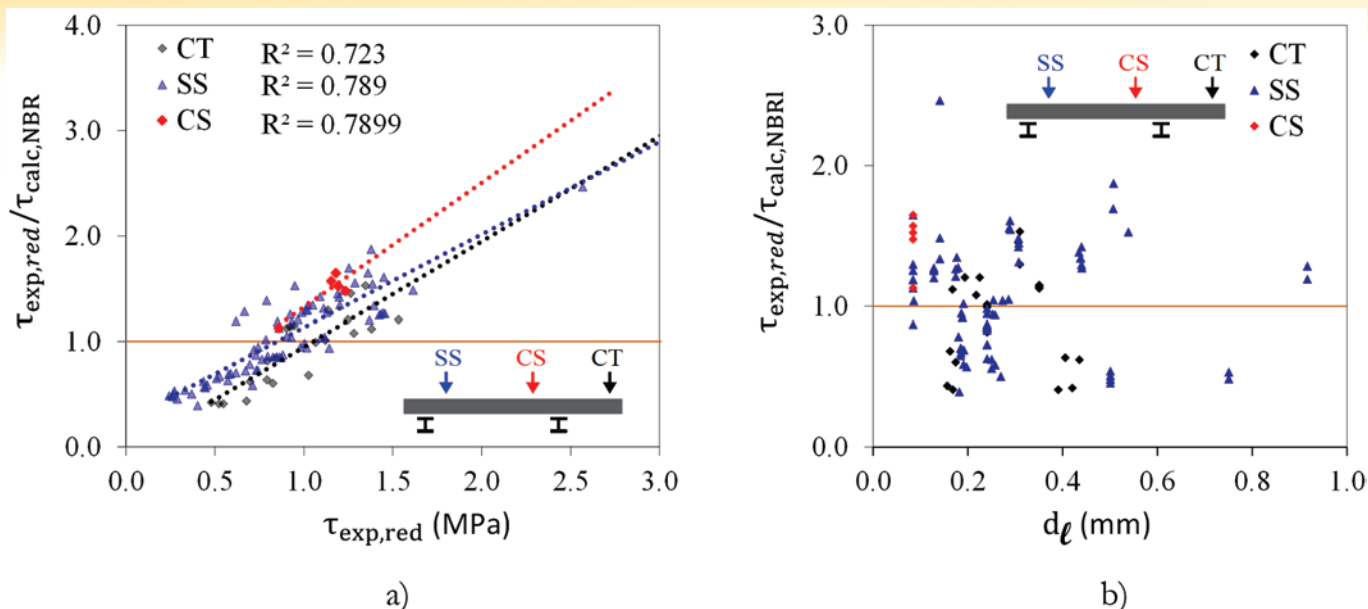 4.0
3.0
2.0
1.0
0.0
τexp,red/τcalc,NBR
CT R² = 0.723
SS R² = 0.789
CS R² = 0.7899
SS CS CT
0.0 0.5 1.0 1.5 2.0 2.5 3.0
τexp,red (MPa)
a)
3.0
2.0
1.0
0.0
τexp,red/τcalc,NBRl
SS CS CT
CT
SS
CS
0.0 0.2 0.4 0.6 0.8 1.0
dℓ (mm)
b)